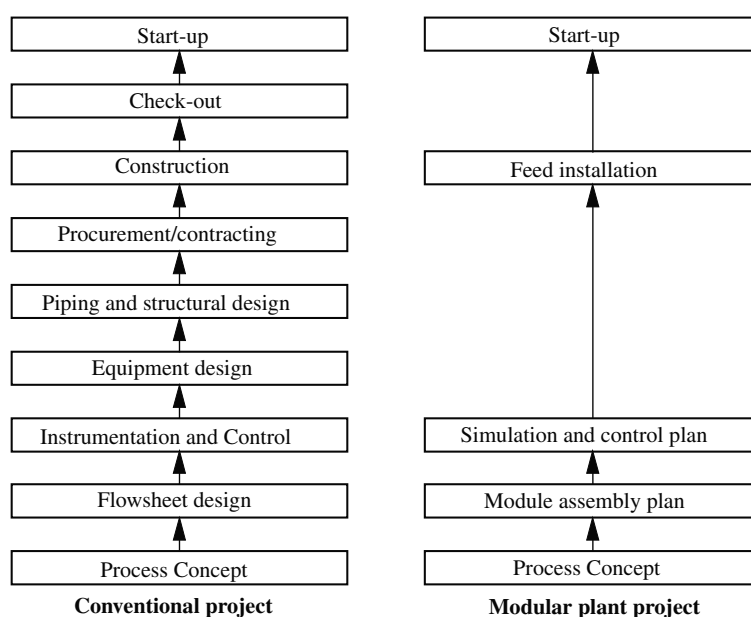 Start-up
Check-out
Construction
Procurement/contracting
Piping and structural design
Equipment design
Instrumentation and Control
Flowsheet design
Process Concept
Conventional project
Start-up
Feed installation
Simulation and control plan
Module assembly plan
Process Concept
Modular plant project